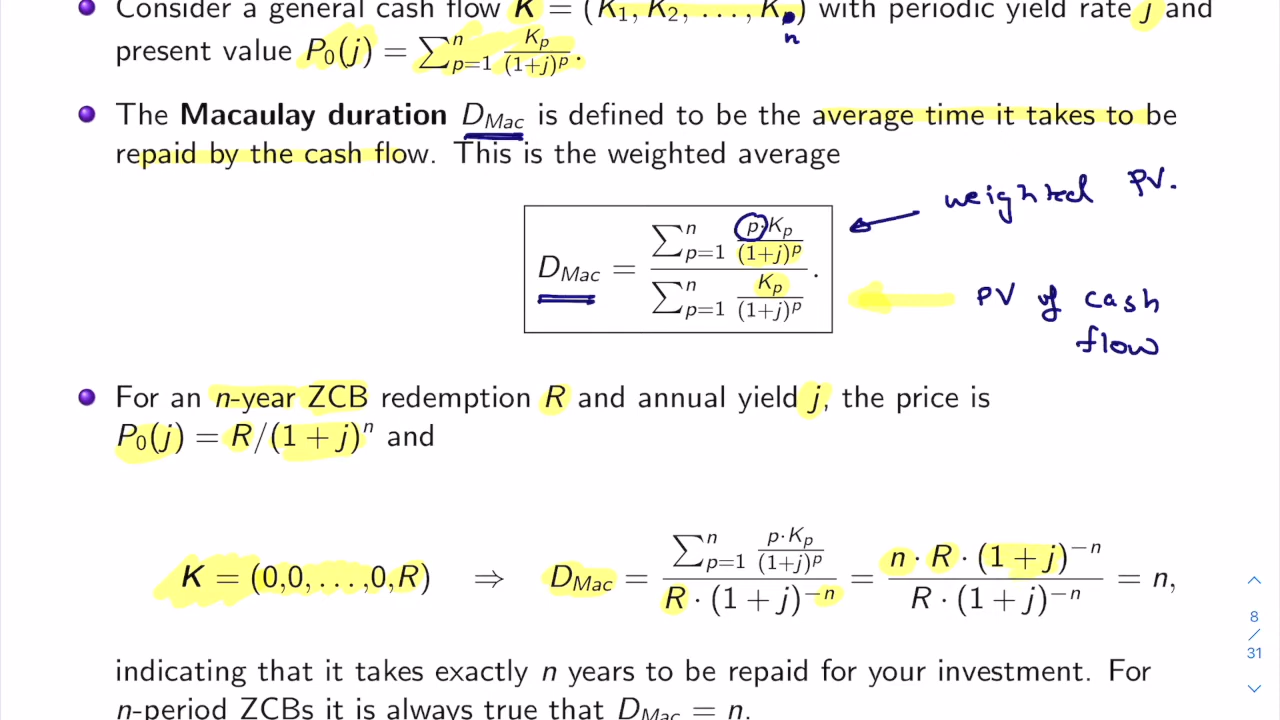 Consider a general cash flow K = (K₁, K₂, …, Kₚ) with periodic yield rate j and
n
present value P₀(j) = ∑ⁿₚ₌₁ Kₚ/(1+j)ᵖ.
The Macaulay duration D_Mac is defined to be the average time it takes to be
repaid by the cash flow. This is the weighted average
weighted PV.
D_Mac = (∑ⁿₚ₌₁ p·Kₚ/(1+j)ᵖ) / (∑ⁿₚ₌₁ Kₚ/(1+j)ᵖ).
PV of cash
flow
For an n-year ZCB redemption R and annual yield j, the price is
P₀(j) = R/(1 + j)ⁿ and
K = (0,0, …,0,R) ⇒ D_Mac = (∑ⁿₚ₌₁ p·Kₚ/(1+j)ᵖ) / (R · (1 + j)⁻ⁿ) = (n · R · (1 + j)⁻ⁿ) / (R · (1 + j)⁻ⁿ) = n,
8
/
31
indicating that it takes exactly n years to be repaid for your investment. For
n-period ZCBs it is always true that D_Mac = n.